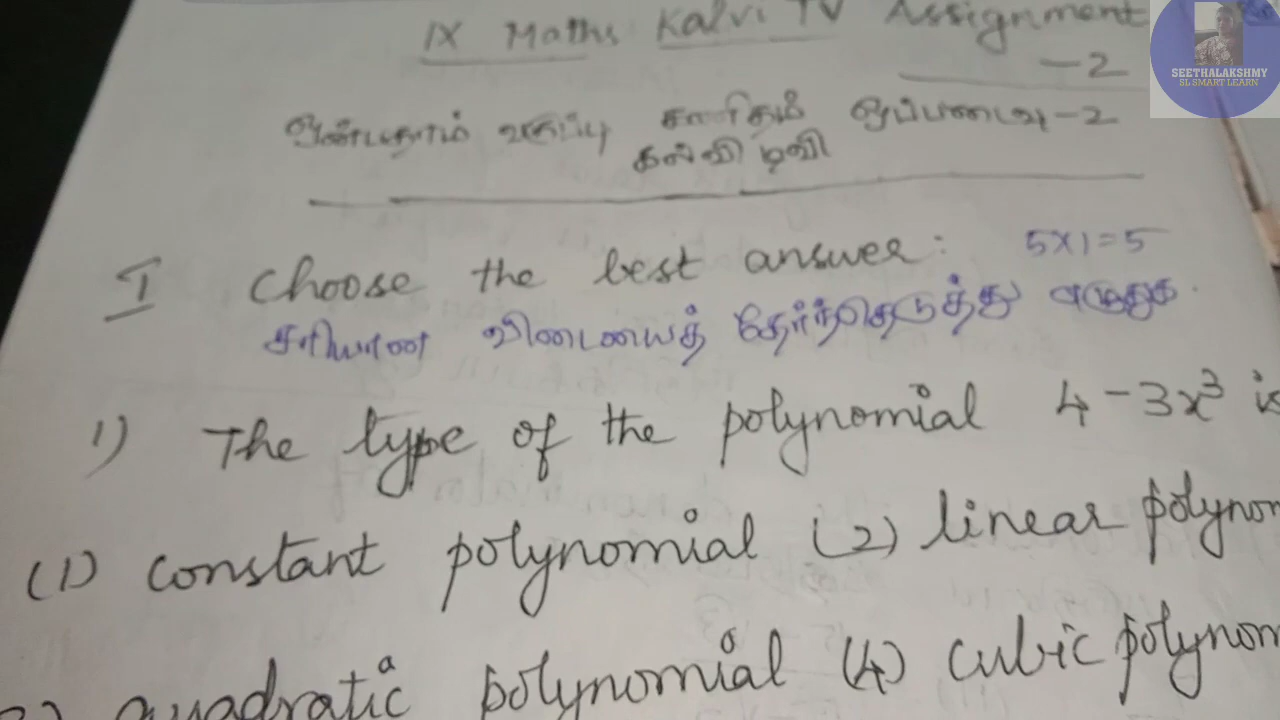 IX Maths Kalvi TV Assignment
-2
SEETHALAKSHMY
SL SMART LEARN
ஒன்பதாம் வகுப்பு கணிதம் ஒப்படைவு-2
கல்வி டிவி
I Choose the best answer: 5x1=5
சரியான விடையைத் தேர்ந்தெடுத்து எழுதுக.
1) The type of the polynomial 4-3x³ is
(1) constant polynomial (2) linear polynom
quadratic polynomial (4) cubic polynom